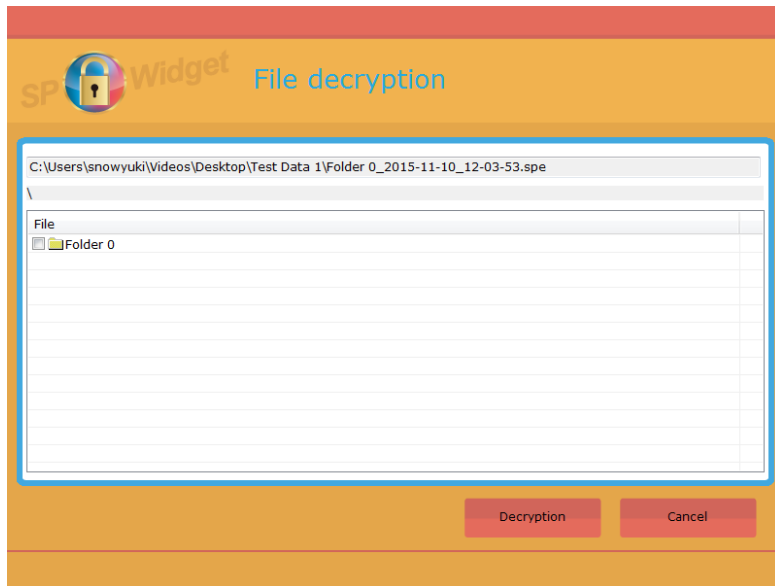 SP Widget
File decryption
C:\Users\snowyuki\Videos\Desktop\Test Data 1\Folder 0_2015-11-10_12-03-53.spe
\
File
Folder 0
Decryption
Cancel